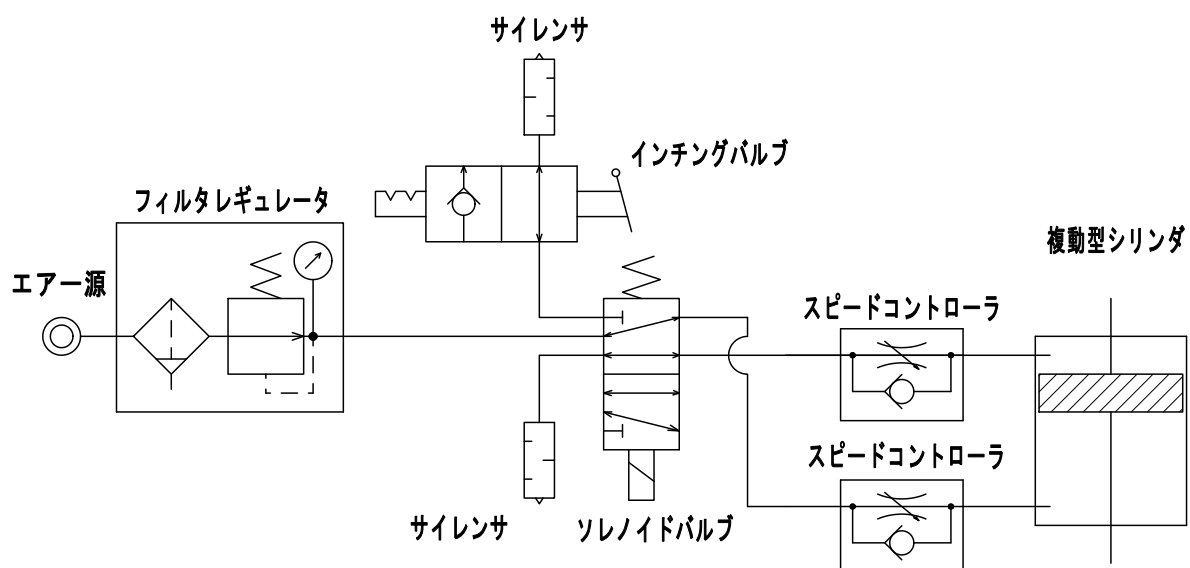 サイレンサ
インチングバルブ
フィルタレギュレータ
複動型シリンダ
エアー源
スピードコントローラ
スピードコントローラ
サイレンサ
ソレノイドバルブ